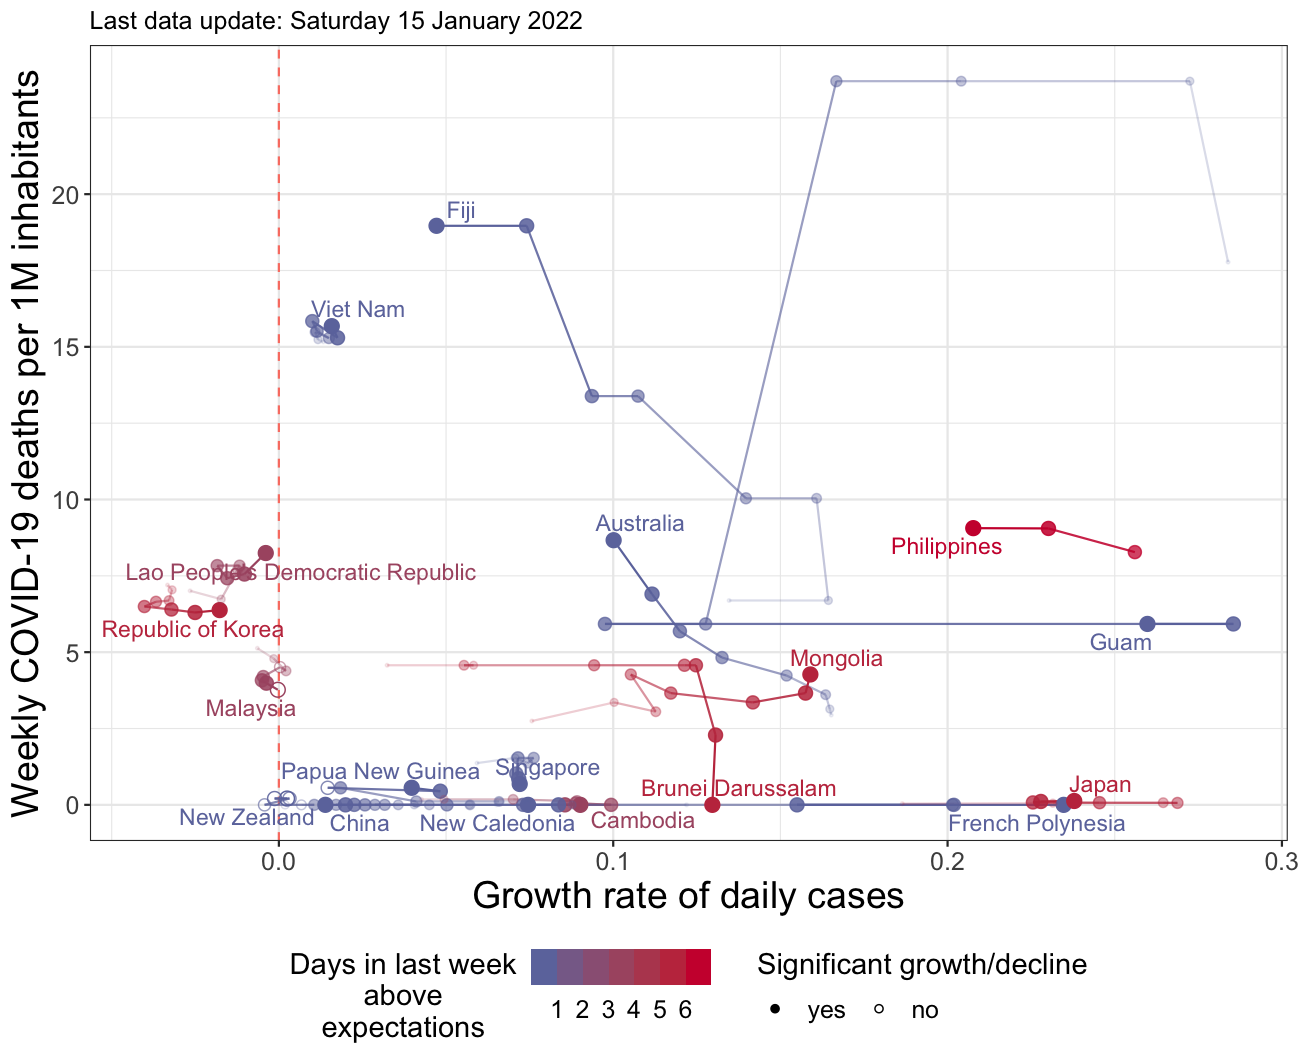 Last data update: Saturday 15 January 2022
Weekly COVID-19 deaths per 1M inhabitants
20
15
10
5
0
Fiji
Viet Nam
Australia
Philippines
Lao People's Democratic Republic
Republic of Korea
Guam
Mongolia
Malaysia
Papua New Guinea
Singapore
Brunei Darussalam
Japan
New Zealand
China
New Caledonia
Cambodia
French Polynesia
0.0
0.1
0.2
0.3
Growth rate of daily cases
Days in last week
above
expectations
1 2 3 4 5 6
Significant growth/decline
yes
no